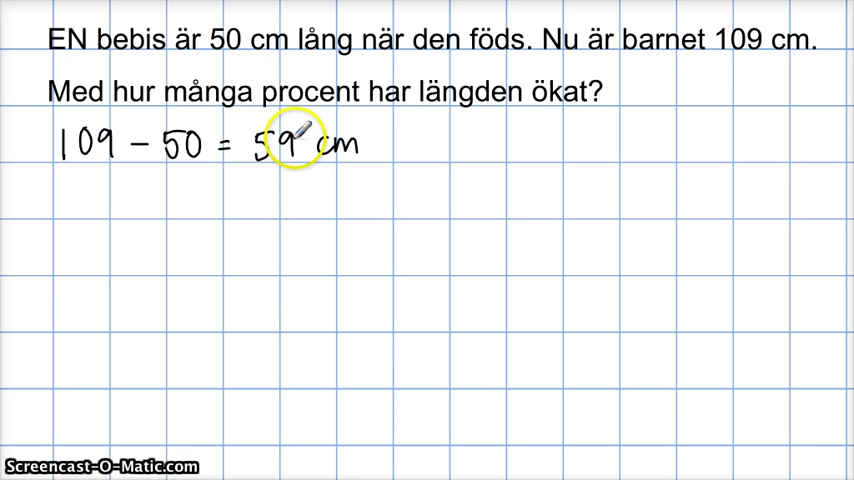 EN bebis är 50 cm lång när den föds. Nu är barnet 109 cm.
Med hur många procent har längden ökat?
109 - 50 = 59 cm
Screencast-O-Matic.com